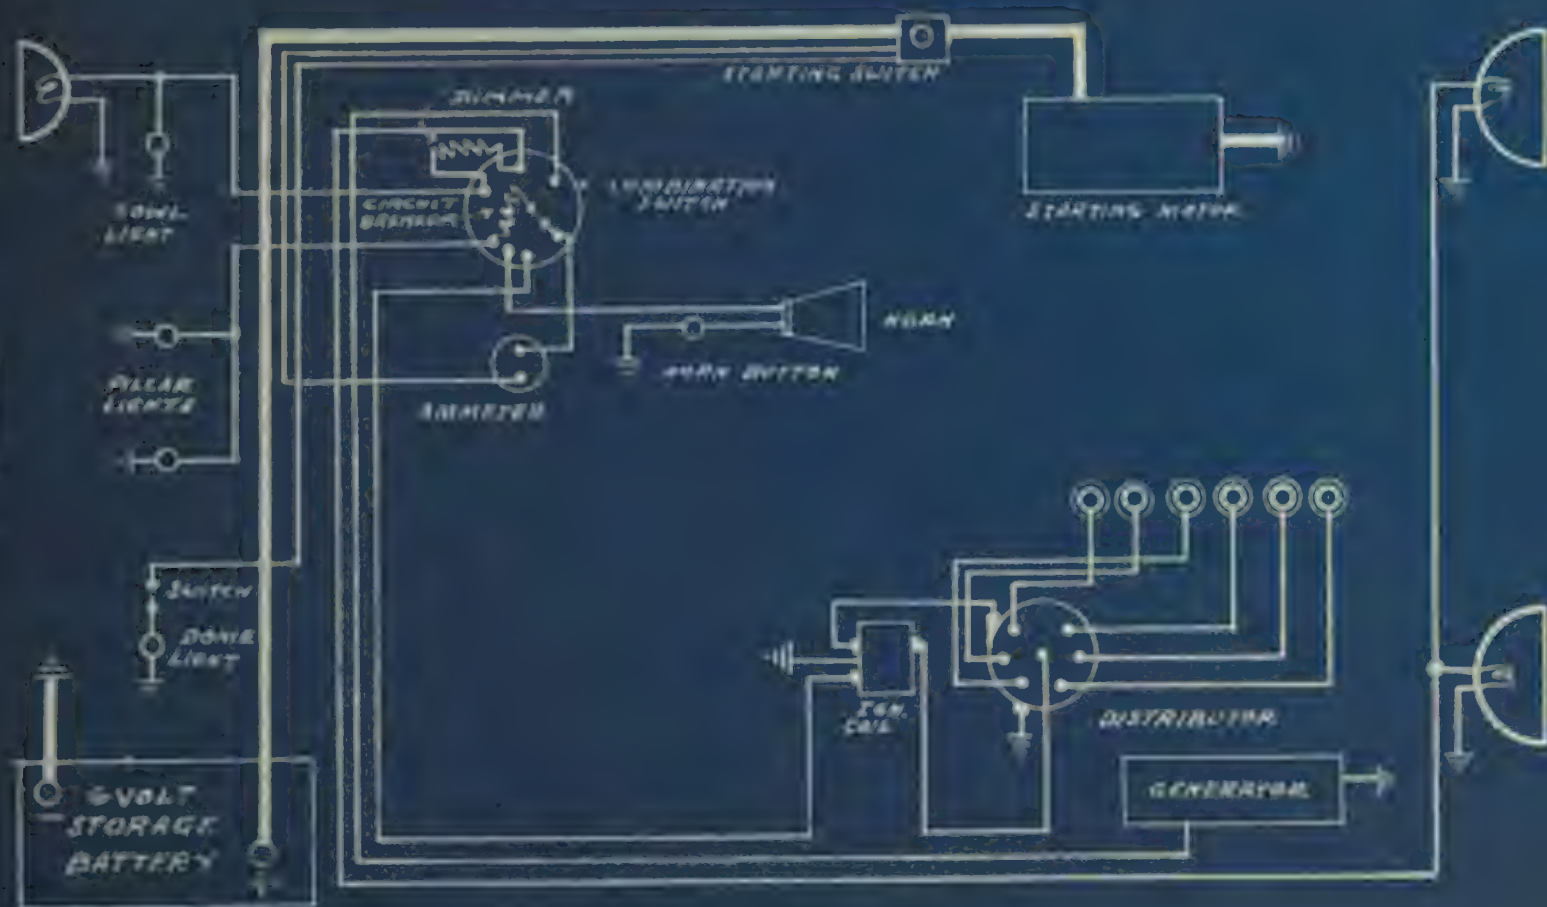 STARTING SWITCH
DIMMER
COMBINATION
SWITCH
CIRCUIT
BREAKER
COWL
LIGHT
STARTING MOTOR
HORN
HORN BUTTON
PILLAR
LIGHTS
AMMETER
SWITCH
DOME
LIGHT
IGN.
COIL
DISTRIBUTOR
GENERATOR
6 VOLT
STORAGE
BATTERY